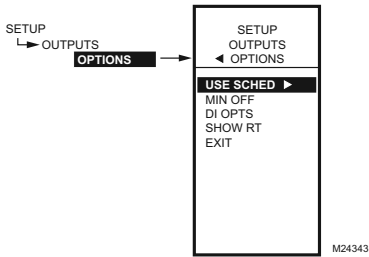 SETUP
OUTPUTS
OPTIONS
SETUP
OUTPUTS
OPTIONS
USE SCHED
MIN OFF
DI OPTS
SHOW RT
EXIT
M24343